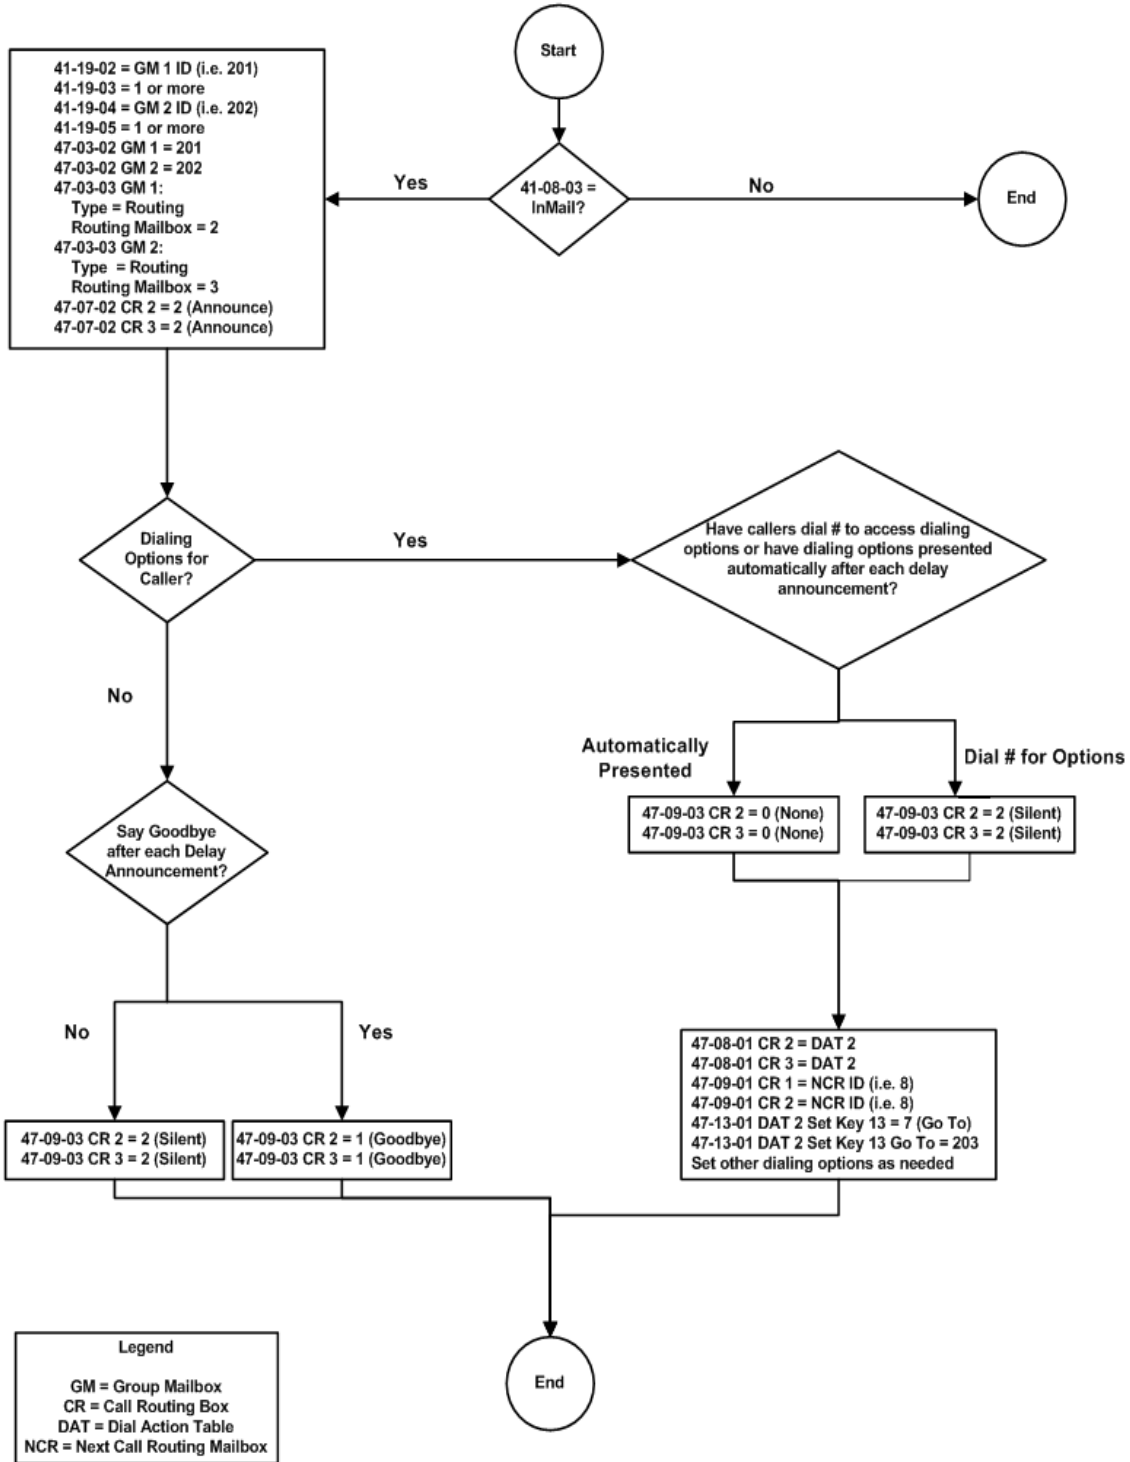 Start
41-08-03 =
InMail?
Yes
No
End
41-19-02 = GM 1 ID (i.e. 201)
41-19-03 = 1 or more
41-19-04 = GM 2 ID (i.e. 202)
41-19-05 = 1 or more
47-03-02 GM 1 = 201
47-03-02 GM 2 = 202
47-03-03 GM 1:
Type = Routing
Routing Mailbox = 2
47-03-03 GM 2:
Type = Routing
Routing Mailbox = 3
47-07-02 CR 2 = 2 (Announce)
47-07-02 CR 3 = 2 (Announce)
Dialing
Options for
Caller?
Yes
Have callers dial # to access dialing
options or have dialing options presented
automatically after each delay
announcement?
No
Automatically
Presented
Dial # for Options
47-09-03 CR 2 = 0 (None)
47-09-03 CR 3 = 0 (None)
47-09-03 CR 2 = 2 (Silent)
47-09-03 CR 3 = 2 (Silent)
Say Goodbye
after each Delay
Announcement?
No
Yes
47-09-03 CR 2 = 2 (Silent)
47-09-03 CR 3 = 2 (Silent)
47-09-03 CR 2 = 1 (Goodbye)
47-09-03 CR 3 = 1 (Goodbye)
47-08-01 CR 2 = DAT 2
47-08-01 CR 3 = DAT 2
47-09-01 CR 1 = NCR ID (i.e. 8)
47-09-01 CR 2 = NCR ID (i.e. 8)
47-13-01 DAT 2 Set Key 13 = 7 (Go To)
47-13-01 DAT 2 Set Key 13 Go To = 203
Set other dialing options as needed
End
Legend
GM = Group Mailbox
CR = Call Routing Box
DAT = Dial Action Table
NCR = Next Call Routing Mailbox